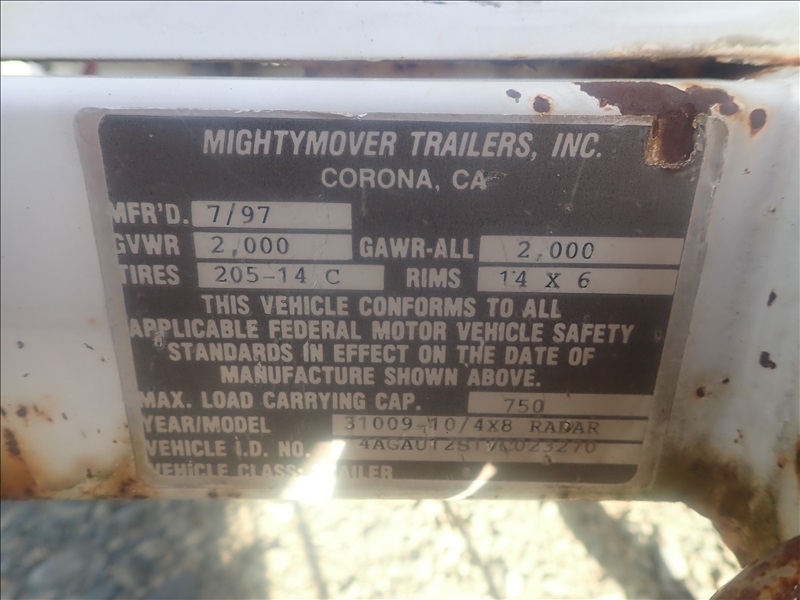 MIGHTYMOVER TRAILERS, INC.
CORONA, CA
MFR'D. 7/97
GVWR 2,000 GAWR-ALL 2,000
TIRES 205-14 C RIMS 14 X 6
THIS VEHICLE CONFORMS TO ALL
APPLICABLE FEDERAL MOTOR VEHICLE SAFETY
STANDARDS IN EFFECT ON THE DATE OF
MANUFACTURE SHOWN ABOVE.
MAX. LOAD CARRYING CAP. 750
YEAR/MODEL 31009-10/4X8 RADAR
VEHICLE I.D. NO.
VEHICLE CLASS: TRAILER